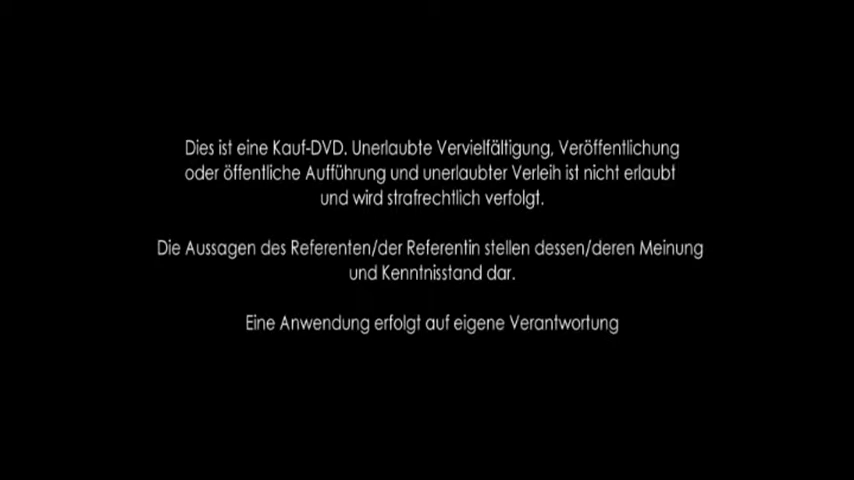 Dies ist eine Kauf-DVD. Unerlaubte Vervielfältigung, Veröffentlichung
oder öffentliche Aufführung und unerlaubter Verleih ist nicht erlaubt
und wird strafrechtlich verfolgt.
Die Aussagen des Referenten/der Referentin stellen dessen/deren Meinung
und Kenntnisstand dar.
Eine Anwendung erfolgt auf eigene Verantwortung